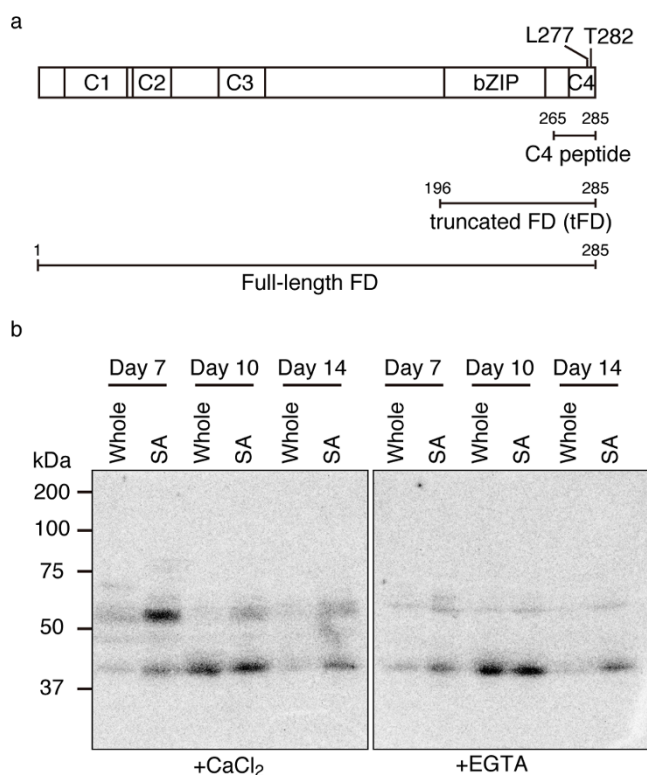 a
L277 T282
C1 C2 C3 bZIP C4
265 285
C4 peptide
196 285
truncated FD (tFD)
1 285
Full-length FD
b
Day 7 Day 10 Day 14 Day 7 Day 10 Day 14
Whole SA Whole SA Whole SA Whole SA Whole SA Whole SA
kDa
200
100
75
50
37
+CaCl₂ +EGTA